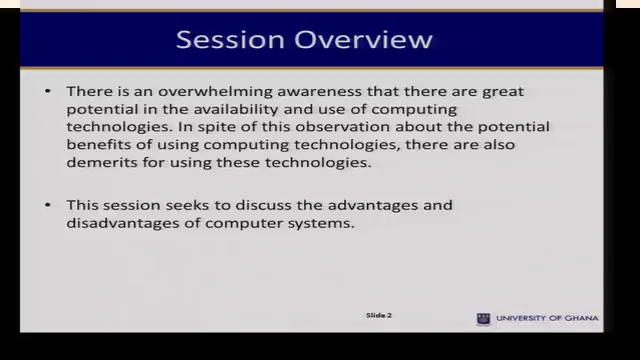 Session Overview
• There is an overwhelming awareness that there are great
potential in the availability and use of computing
technologies. In spite of this observation about the potential
benefits of using computing technologies, there are also
demerits for using these technologies.
• This session seeks to discuss the advantages and
disadvantages of computer systems.
Slide 2
UNIVERSITY OF GHANA